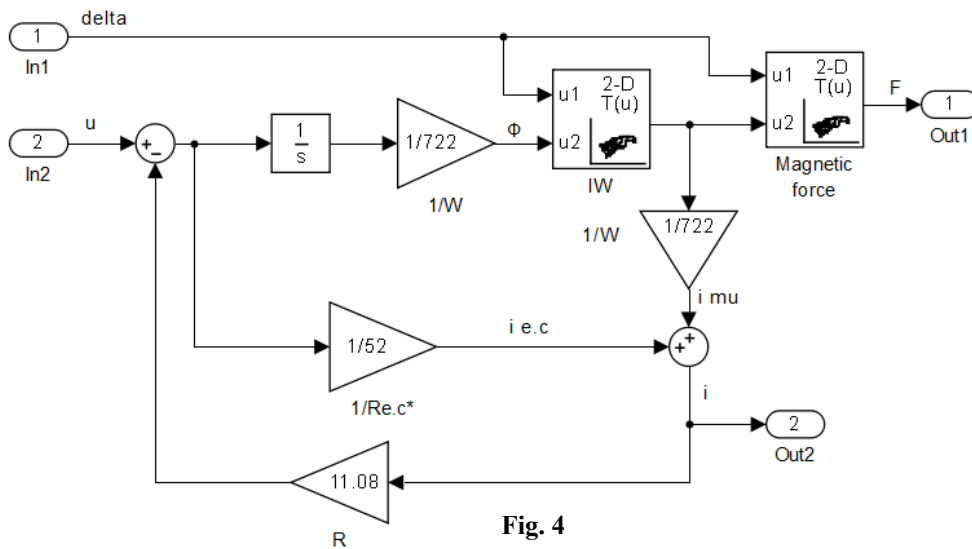 delta
1
In1
2-D
T(u)
u1
u2
IW
2-D
T(u)
u1
u2
Magnetic
force
F
1
Out1
u
2
In2
+
−
1
s
1/722
1/W
Φ
1/W
1/722
i mu
1/52
1/Re.c*
i e.c
+
+
i
2
Out2
11.08
R
Fig. 4